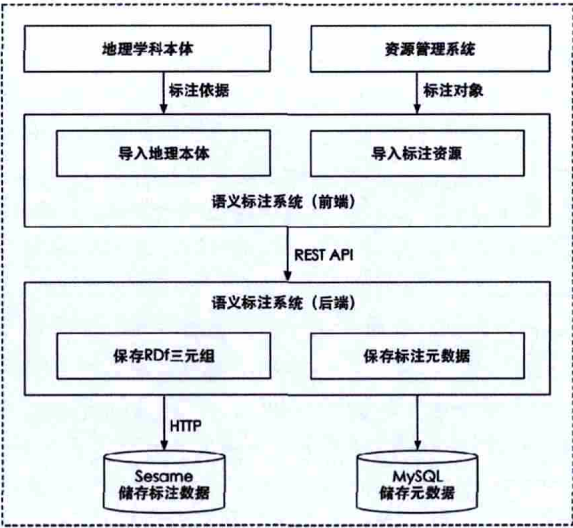 地理学科本体
资源管理系统
标注依据
标注对象
导入地理本体
导入标注资源
语义标注系统（前端）
REST API
语义标注系统（后端）
保存RDf三元组
保存标注元数据
HTTP
Sesame
储存标注数据
MySQL
储存元数据